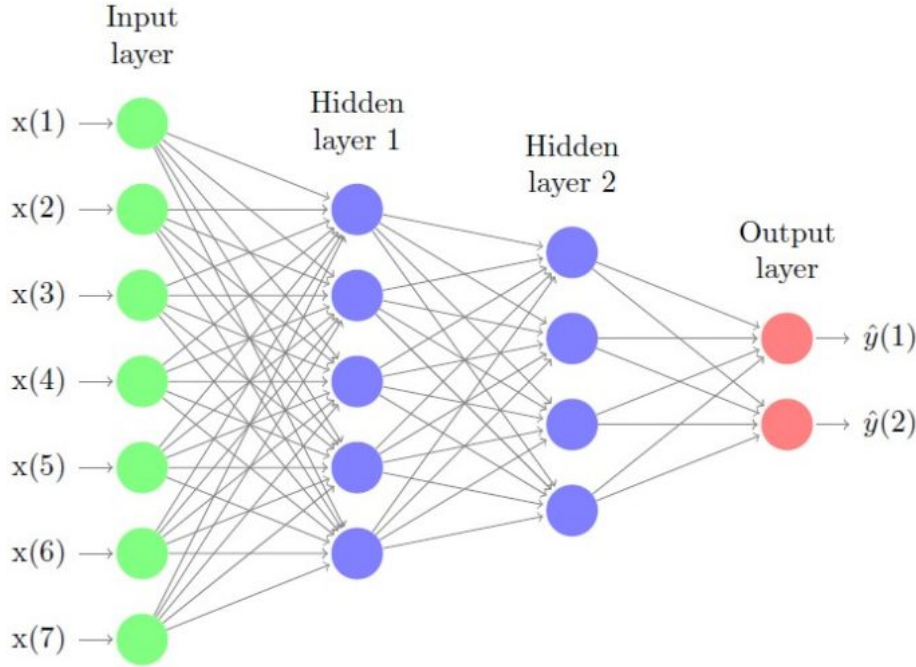 Input
layer
Hidden
layer 1
Hidden
layer 2
Output
layer
x(1)
x(2)
x(3)
x(4)
x(5)
x(6)
x(7)
ŷ(1)
ŷ(2)